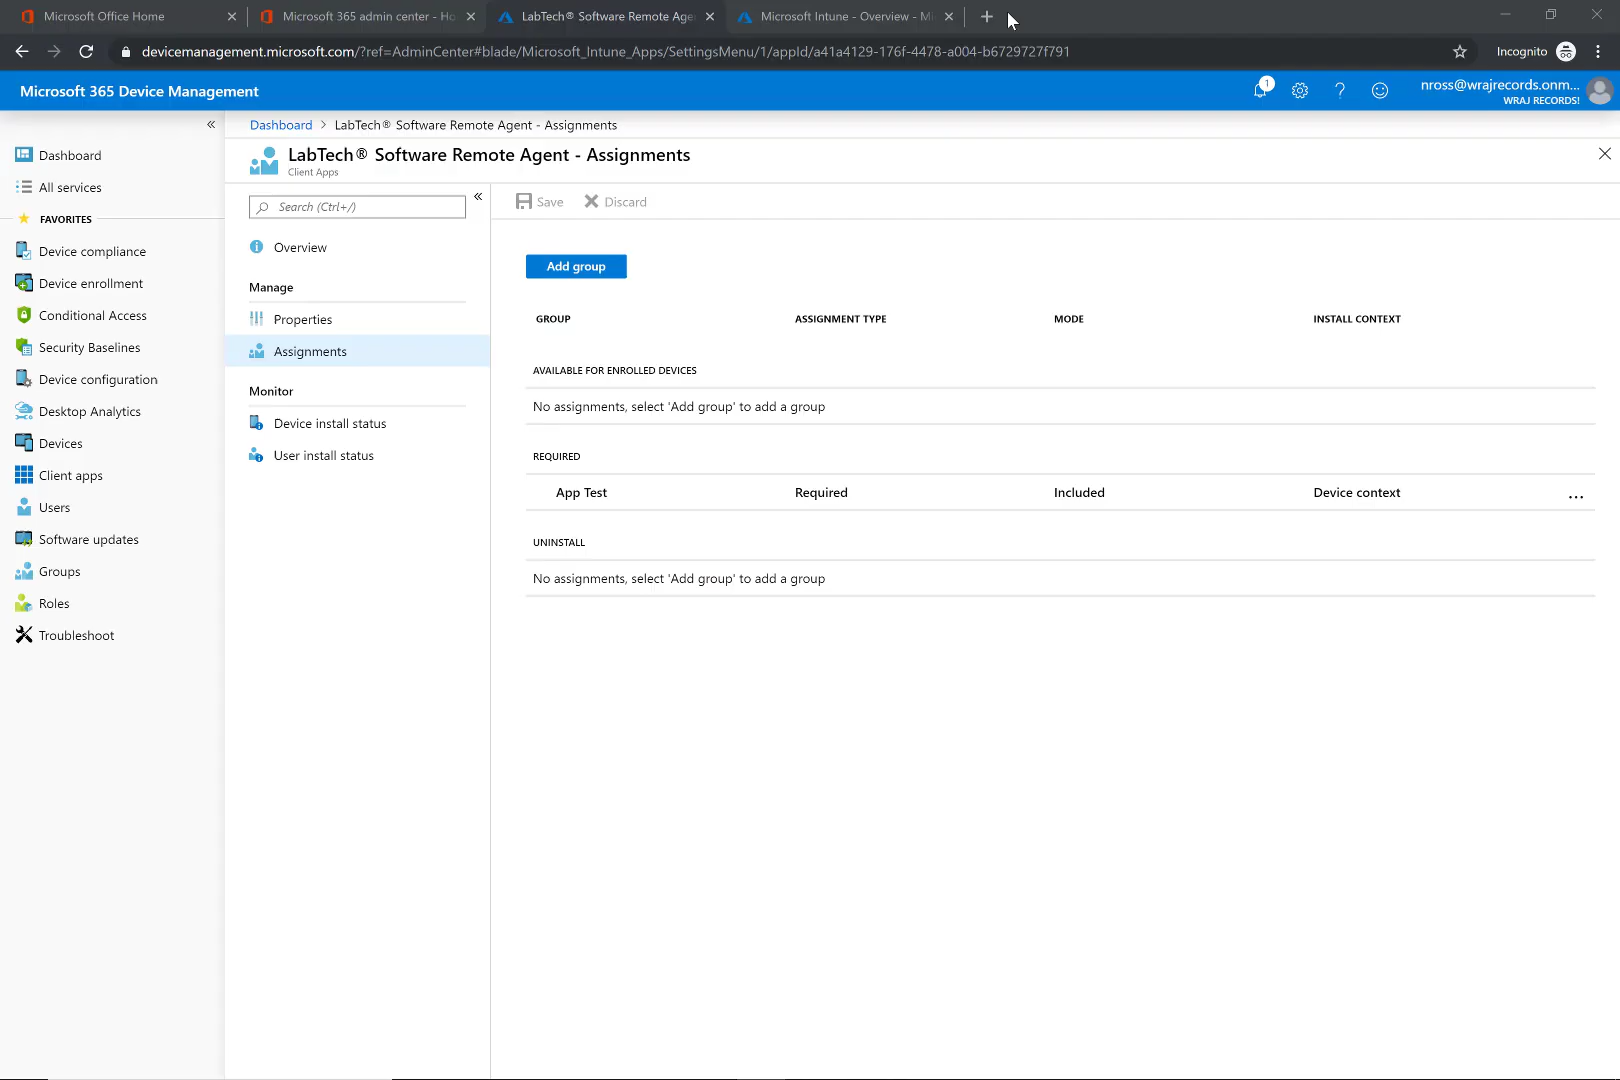 Microsoft Office Home
Microsoft 365 admin center - Ho
LabTech® Software Remote Age
Microsoft Intune - Overview - Mi
devicemanagement.microsoft.com/?ref=AdminCenter#blade/Microsoft_Intune_Apps/SettingsMenu/1/appId/a41a4129-176f-4478-a004-b6729727f791
Incognito
Microsoft 365 Device Management
1
nross@wrajrecords.onm...
WRAJ RECORDS!
Dashboard > LabTech® Software Remote Agent - Assignments
LabTech® Software Remote Agent - Assignments
Client Apps
Dashboard
All services
FAVORITES
Device compliance
Device enrollment
Conditional Access
Security Baselines
Device configuration
Desktop Analytics
Devices
Client apps
Users
Software updates
Groups
Roles
Troubleshoot
Search (Ctrl+/)
Overview
Manage
Properties
Assignments
Monitor
Device install status
User install status
Save
Discard
Add group
GROUP ASSIGNMENT TYPE MODE INSTALL CONTEXT
AVAILABLE FOR ENROLLED DEVICES
No assignments, select 'Add group' to add a group
REQUIRED
App Test Required Included Device context ...
UNINSTALL
No assignments, select 'Add group' to add a group